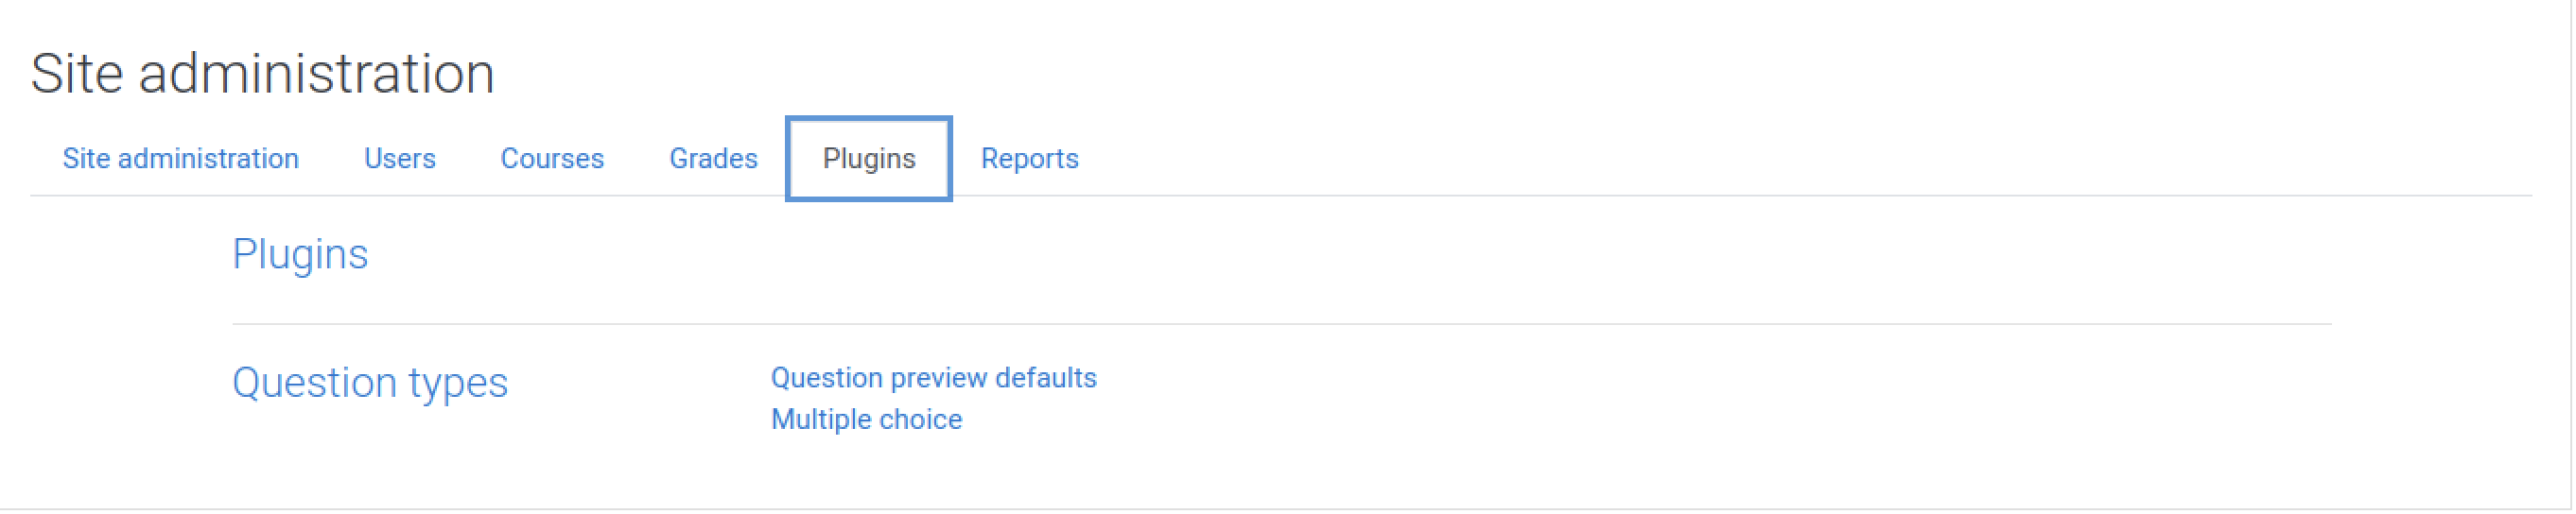 Site administration
Site administration Users Courses Grades Plugins Reports
Plugins
Question types Question preview defaults
Multiple choice